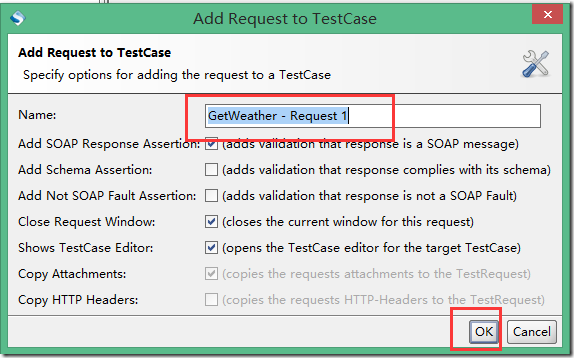 Add Request to TestCase
Add Request to TestCase
Specify options for adding the request to a TestCase
Name: GetWeather - Request 1
Add SOAP Response Assertion: (adds validation that response is a SOAP message)
Add Schema Assertion: (adds validation that response complies with its schema)
Add Not SOAP Fault Assertion: (adds validation that response is not a SOAP Fault)
Close Request Window: (closes the current window for this request)
Shows TestCase Editor: (opens the TestCase editor for the target TestCase)
Copy Attachments: (copies the requests attachments to the TestRequest)
Copy HTTP Headers: (copies the requests HTTP-Headers to the TestRequest)
OK Cancel